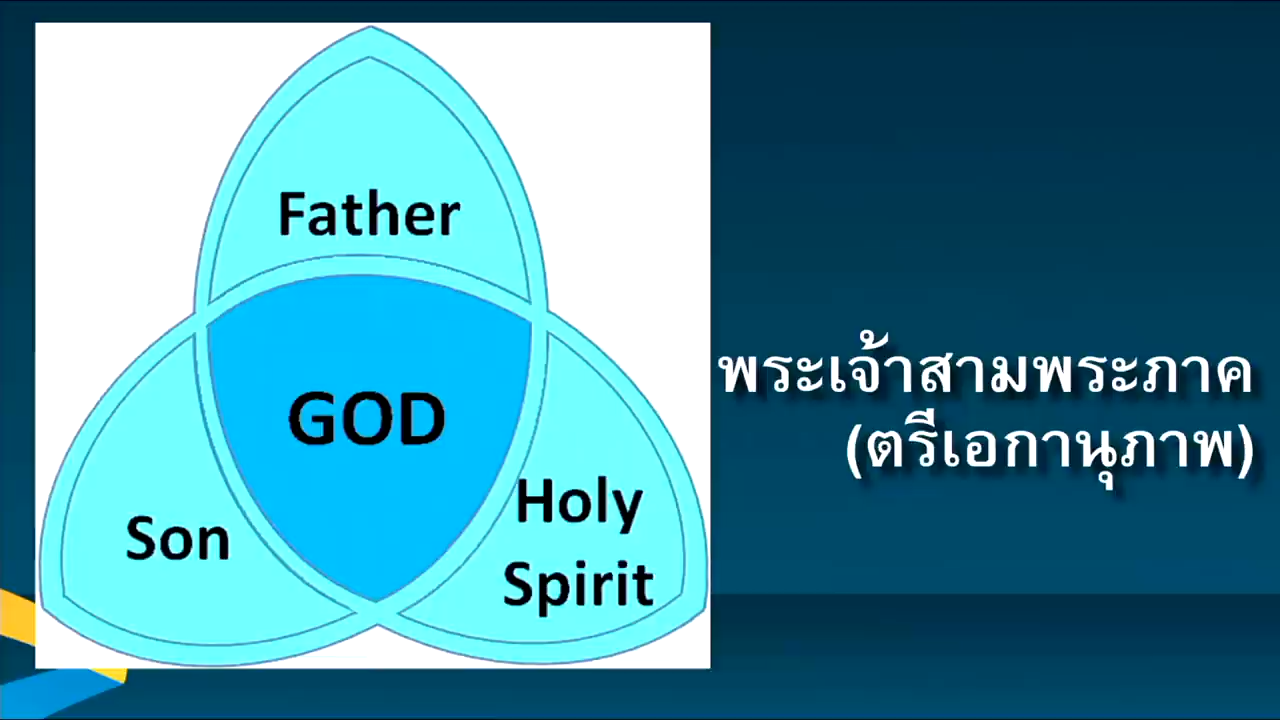 Father
GOD
Son
Holy
Spirit
พระเจ้าสามพระภาค
(ตรีเอกานุภาพ)